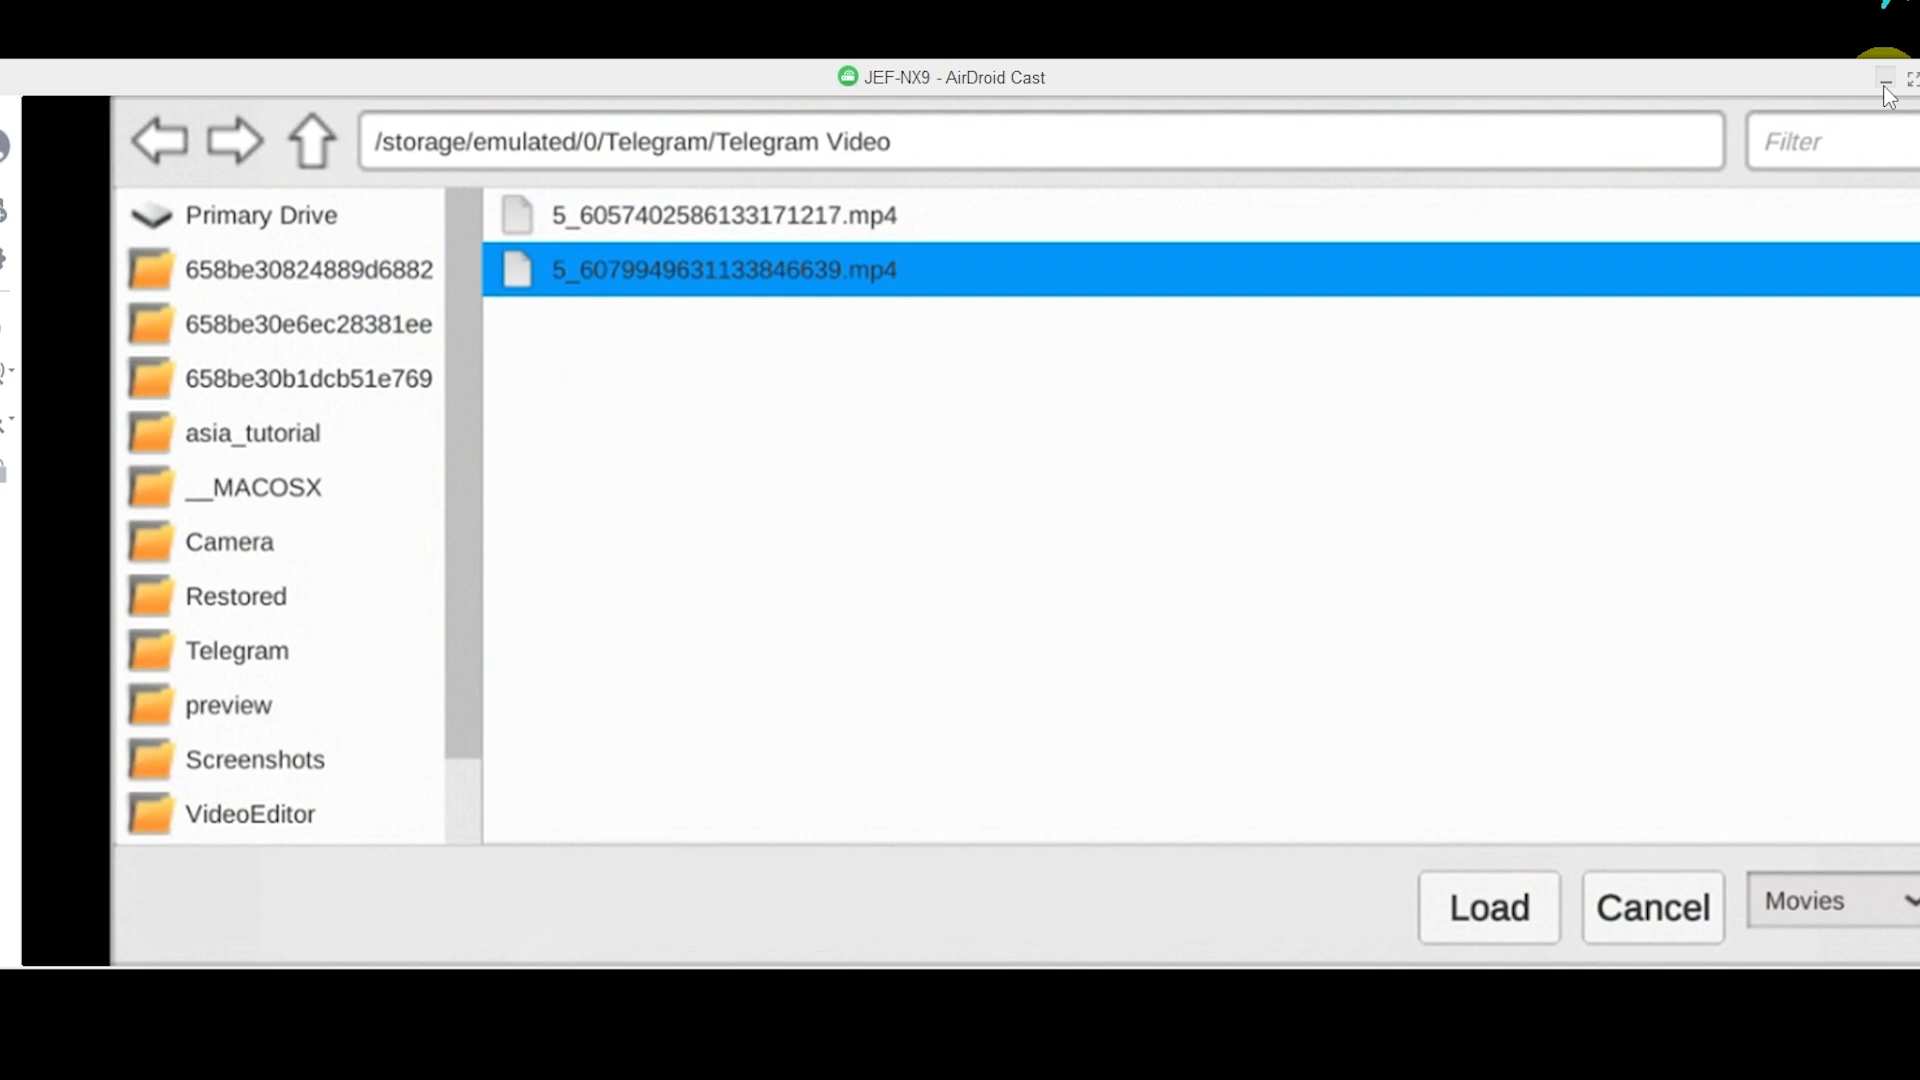 JEF-NX9 - AirDroid Cast
/storage/emulated/0/Telegram/Telegram Video
Filter
Primary Drive
658be30824889d6882
658be30e6ec28381ee
658be30b1dcb51e769
asia_tutorial
__MACOSX
Camera
Restored
Telegram
preview
Screenshots
VideoEditor
5_6057402586133171217.mp4
5_6079949631133846639.mp4
Load
Cancel
Movies